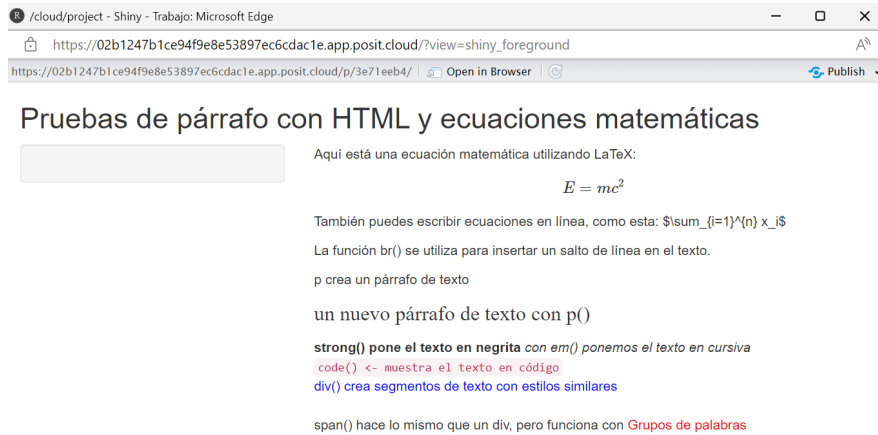 R /cloud/project - Shiny - Trabajo: Microsoft Edge
https://02b1247b1ce94f9e8e53897ec6cdac1e.app.posit.cloud/?view=shiny_foreground
https://02b1247b1ce94f9e8e53897ec6cdac1e.app.posit.cloud/p/3e71eeb4/ Open in Browser Publish
Pruebas de párrafo con HTML y ecuaciones matemáticas
Aquí está una ecuación matemática utilizando LaTeX:
E = mc²
También puedes escribir ecuaciones en línea, como esta: $\sum_{i=1}^{n} x_i$
La función br() se utiliza para insertar un salto de línea en el texto.
p crea un párrafo de texto
un nuevo párrafo de texto con p()
strong() pone el texto en negrita con em() ponemos el texto en cursiva
code() <- muestra el texto en código
div() crea segmentos de texto con estilos similares
span() hace lo mismo que un div, pero funciona con Grupos de palabras